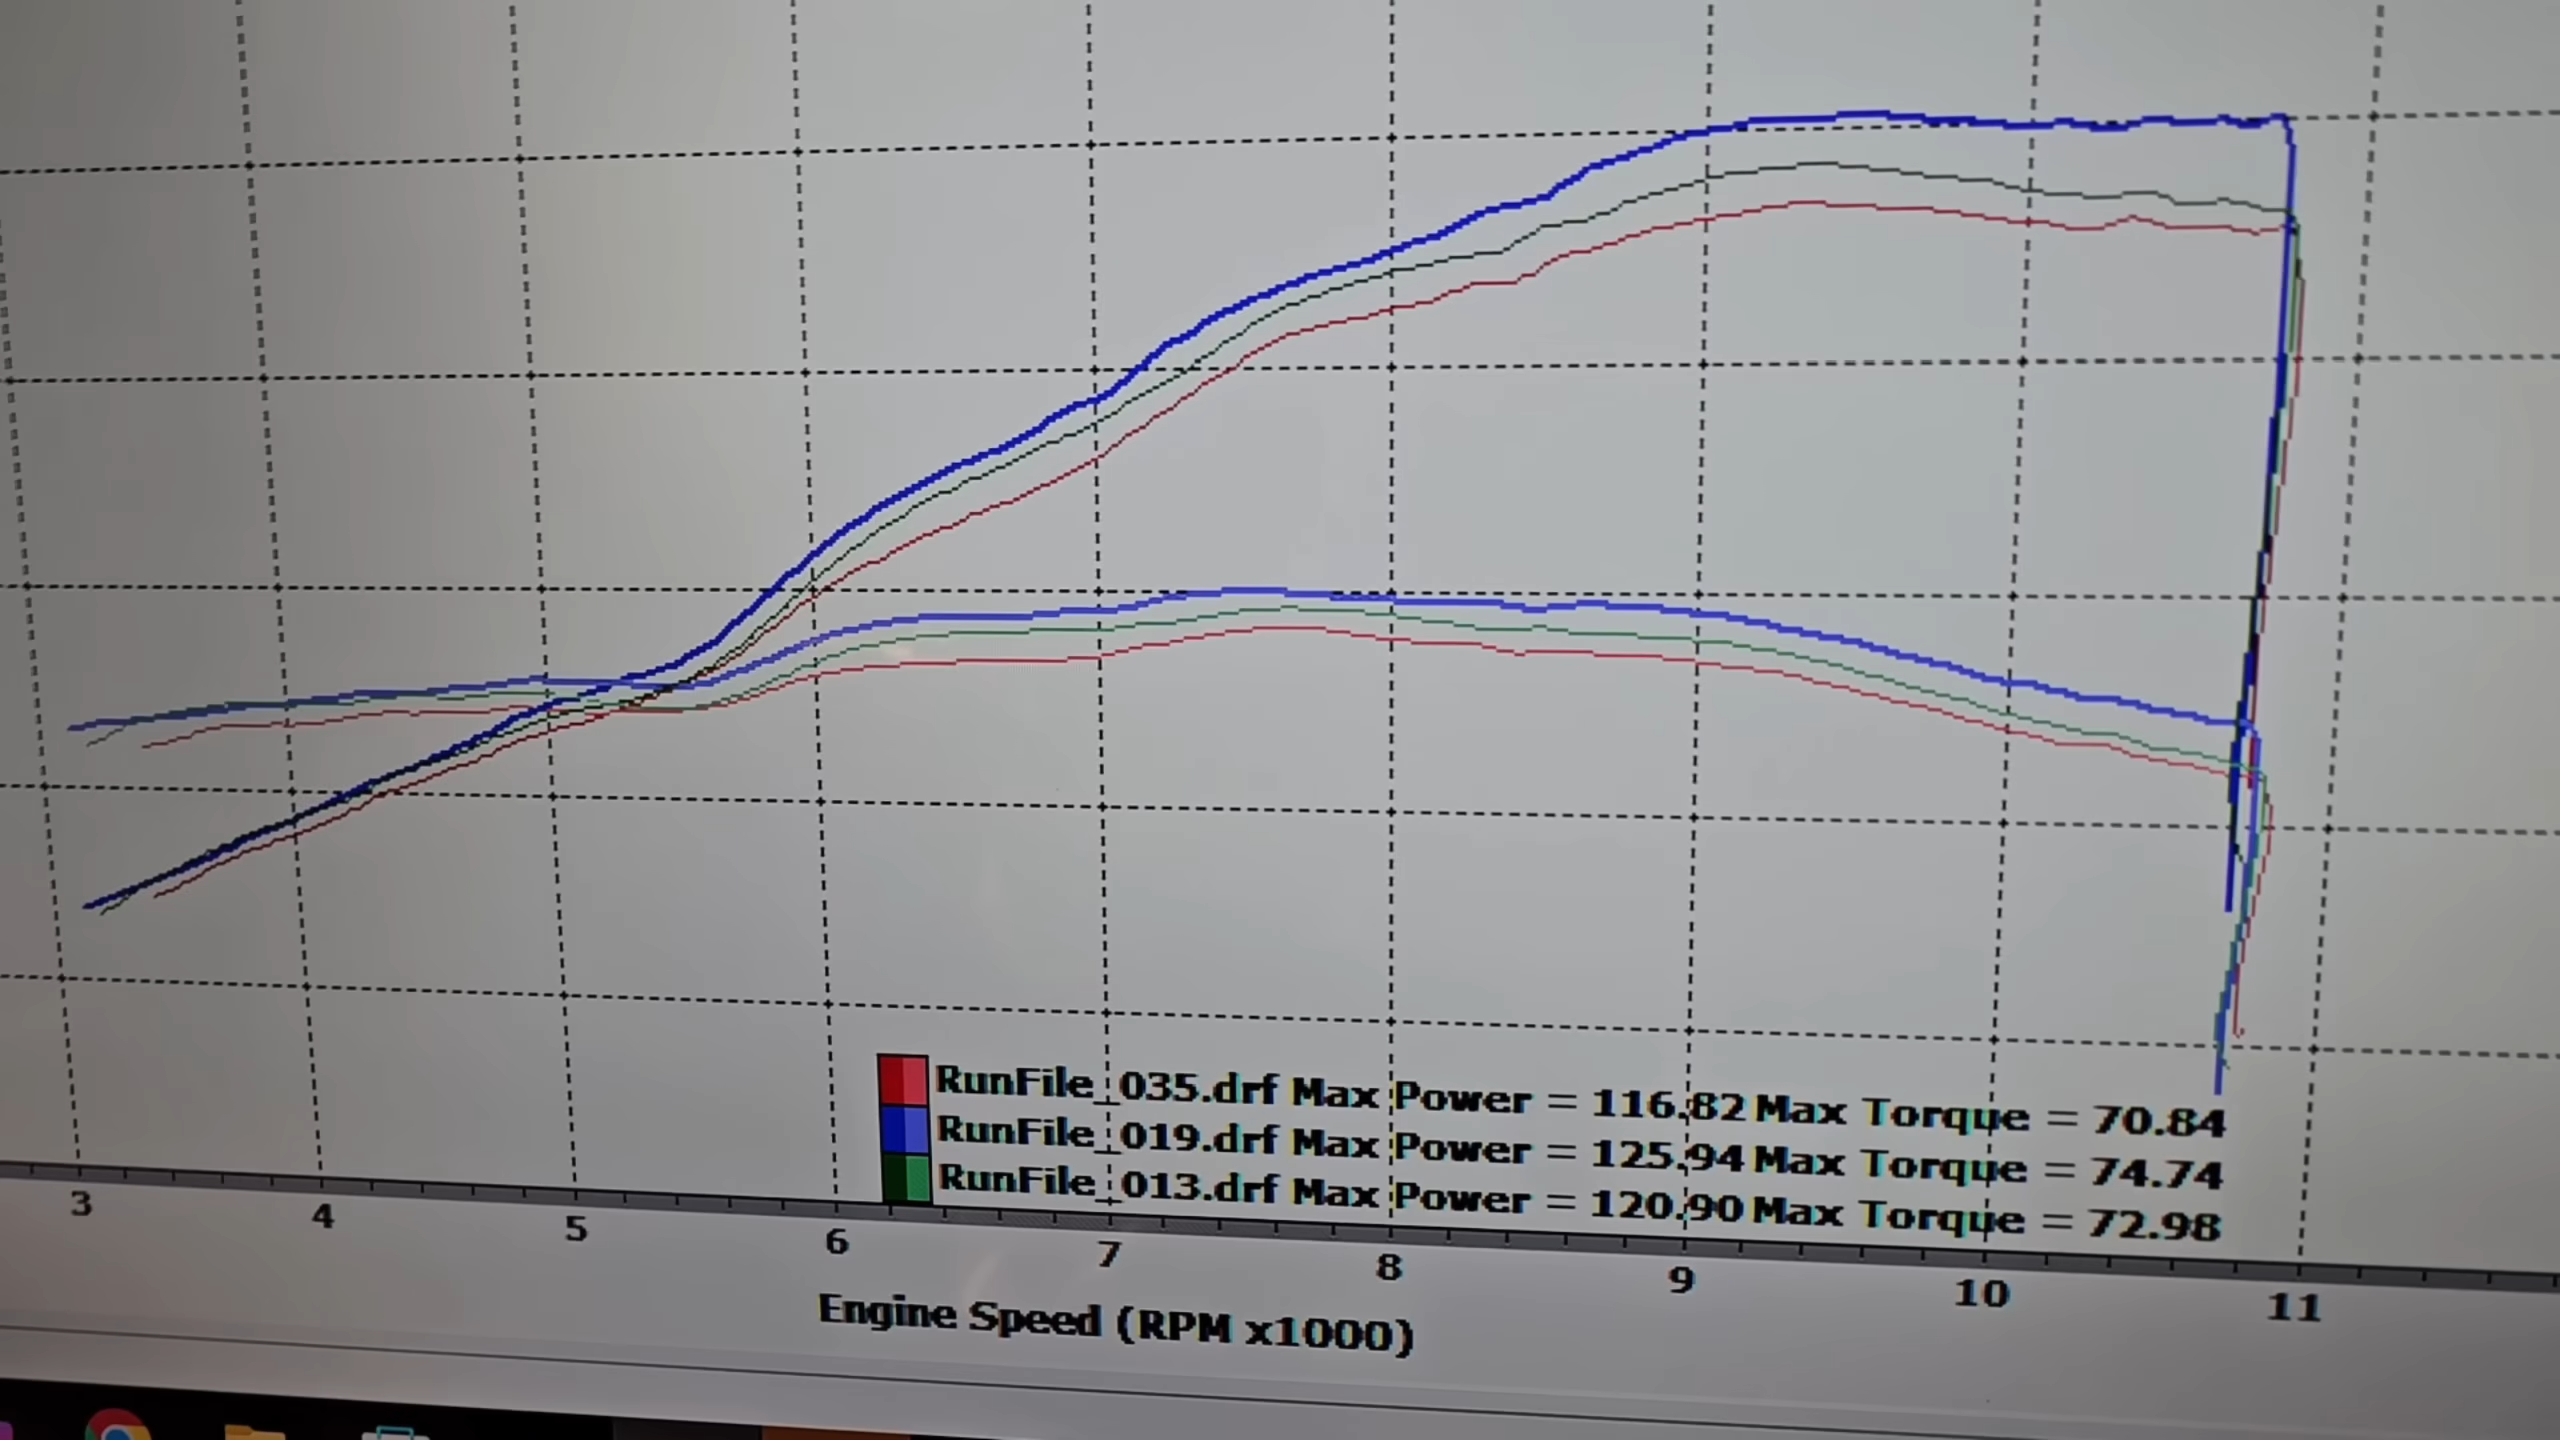 RunFile_035.drf Max Power = 116.82 Max Torque = 70.84
RunFile_019.drf Max Power = 125.94 Max Torque = 74.74
RunFile_013.drf Max Power = 120.90 Max Torque = 72.98
3 4 5 6 7 8 9 10 11
Engine Speed (RPM x1000)